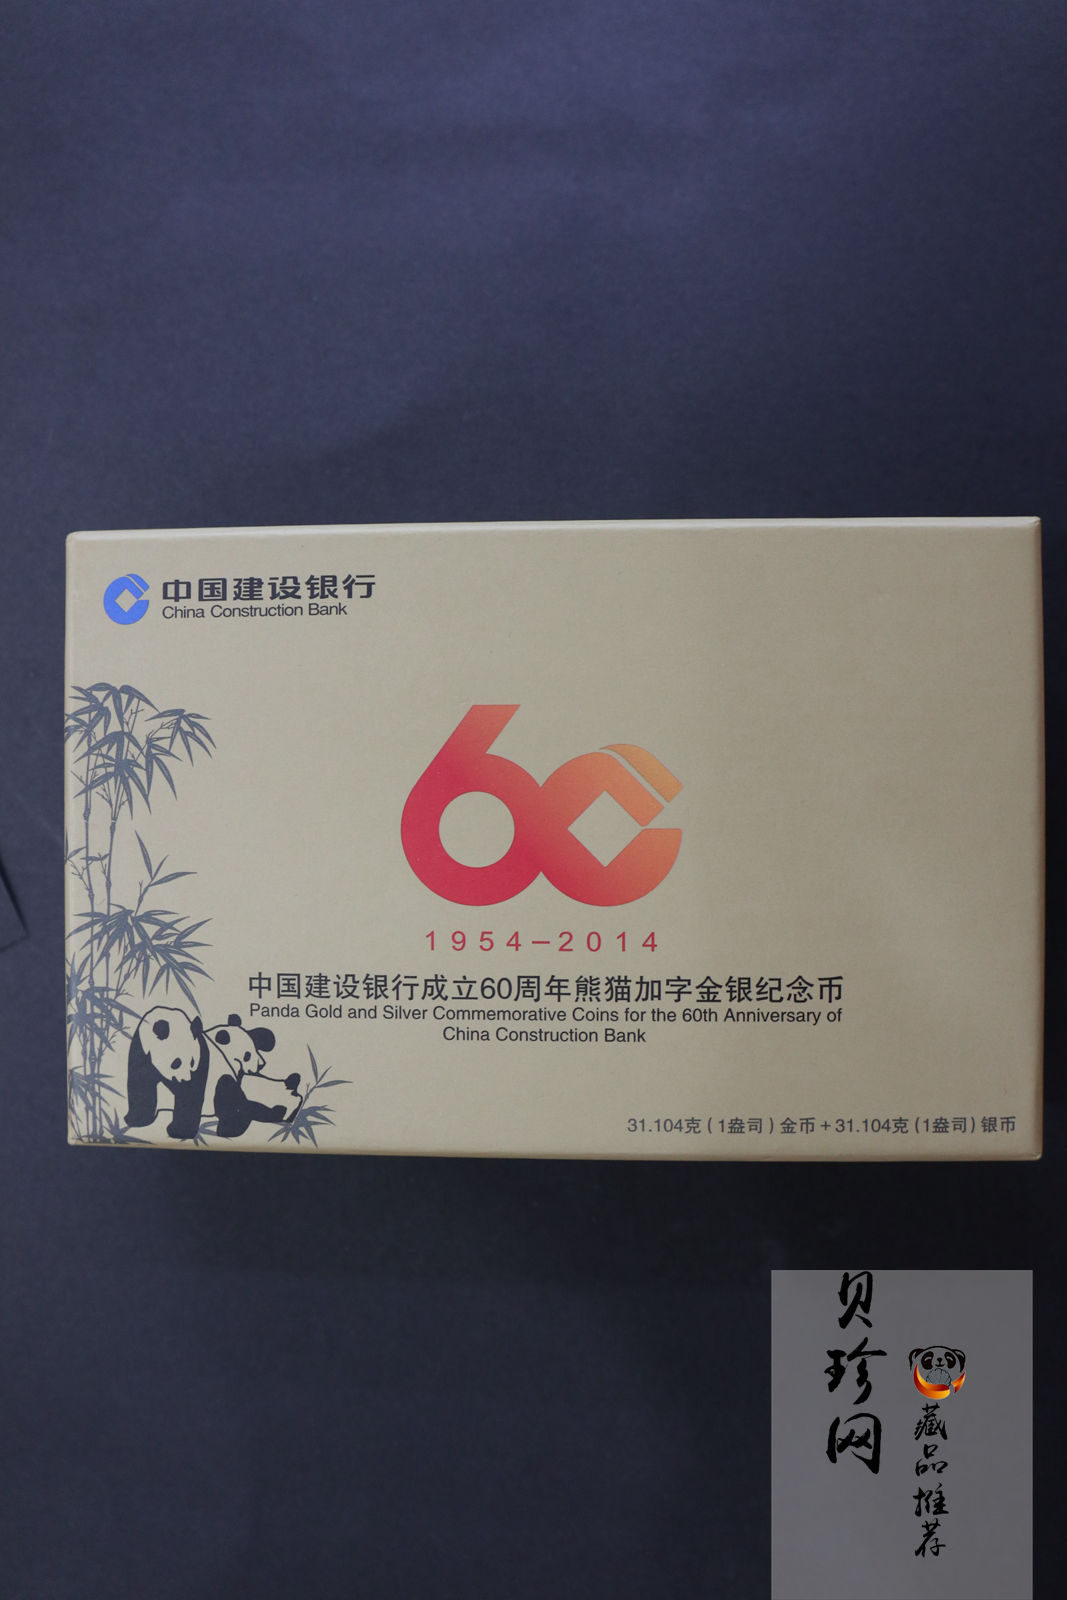 中国建设银行
China Construction Bank
60
1954-2014
中国建设银行成立60周年熊猫加字金银纪念币
Panda Gold and Silver Commemorative Coins for the 60th Anniversary of
China Construction Bank
31.104克(1盎司)金币+31.104克(1盎司)银币
贝珍网
藏品推荐